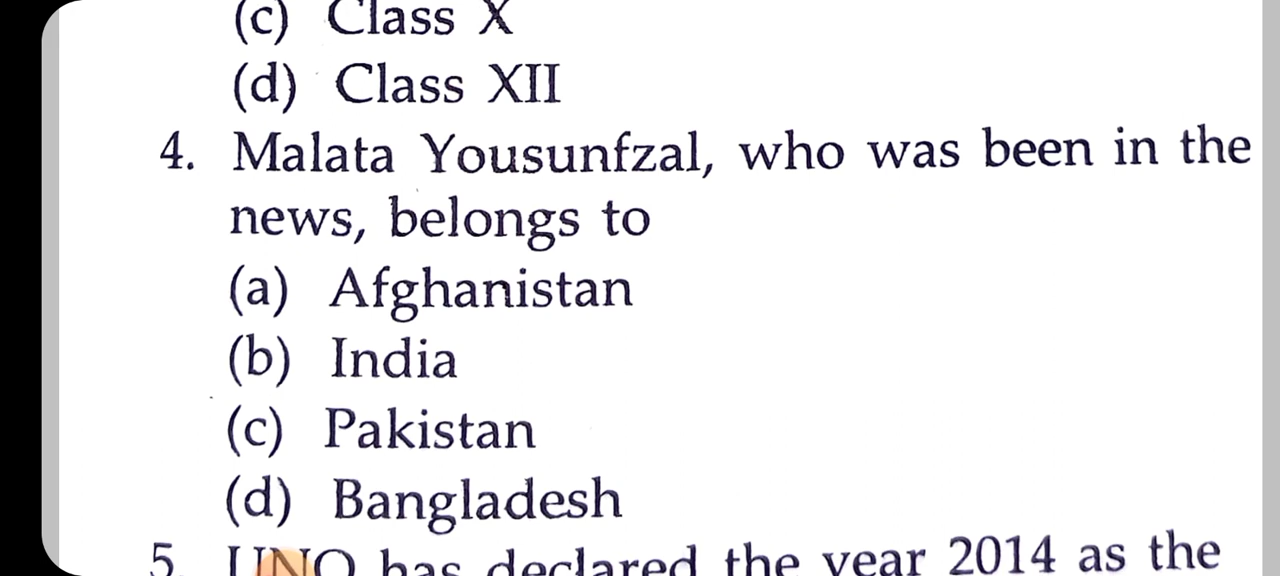 (c) Class X
(d) Class XII
4. Malata Yousunfzal, who was been in the
news, belongs to
(a) Afghanistan
(b) India
(c) Pakistan
(d) Bangladesh
5. UNO has declared the year 2014 as the